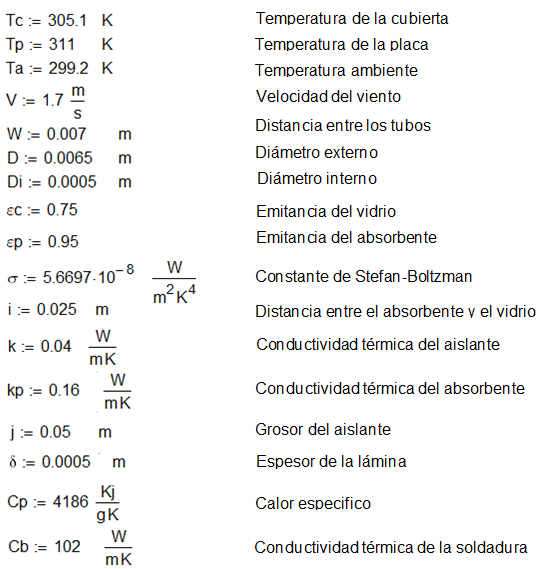 Tc := 305.1 K Temperatura de la cubierta
Tp := 311 K Temperatura de la placa
Ta := 299.2 K Temperatura ambiente
V := 1.7 m/s Velocidad del viento
W := 0.007 m Distancia entre los tubos
D := 0.0065 m Diámetro externo
Di := 0.0005 m Diámetro interno
εc := 0.75 Emitancia del vidrio
εp := 0.95 Emitancia del absorbente
σ := 5.6697·10⁻⁸ W/m²K⁴ Constante de Stefan-Boltzman
i := 0.025 m Distancia entre el absorbente y el vidrio
k := 0.04 W/mK Conductividad térmica del aislante
kp := 0.16 W/mK Conductividad térmica del absorbente
j := 0.05 m Grosor del aislante
δ := 0.0005 m Espesor de la lámina
Cp := 4186 Kj/gK Calor especifico
Cb := 102 W/mK Conductividad térmica de la soldadura